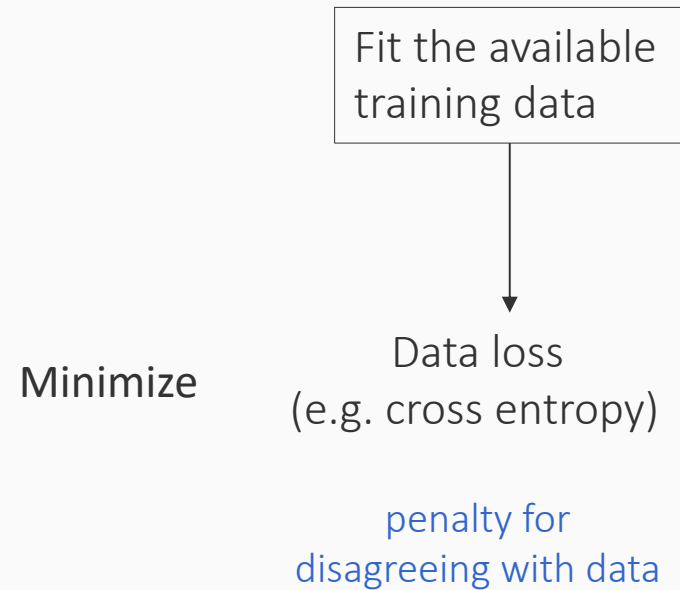 Fit the available
training data
Minimize
Data loss
(e.g. cross entropy)
penalty for
disagreeing with data